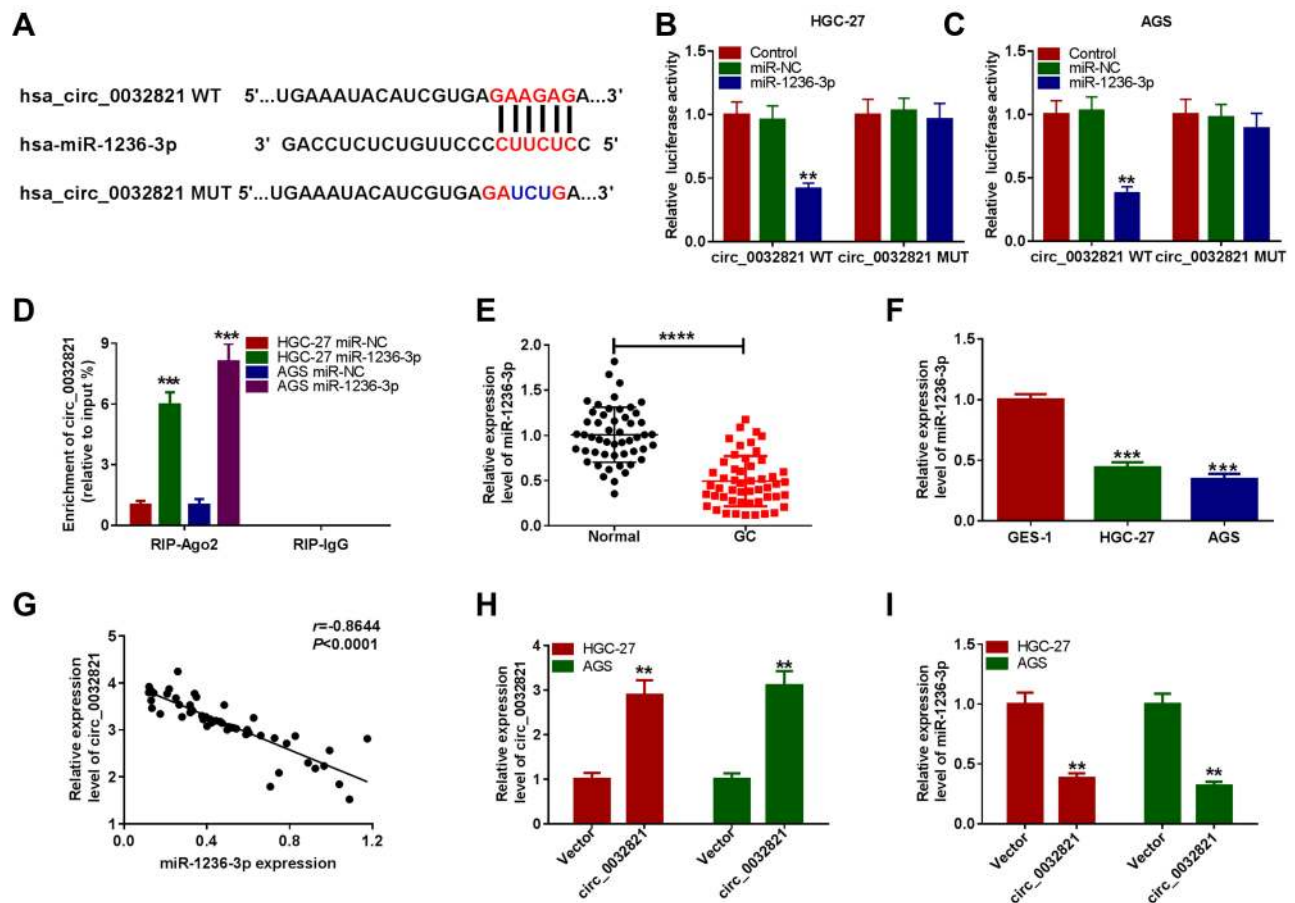 A
hsa_circ_0032821 WT 5'...UGAAAUACAUCGUGAGAAGAGA...3'
hsa-miR-1236-3p 3' GACCUCUCUGUUCCCCUUCUCC 5'
hsa_circ_0032821 MUT 5'...UGAAAUACAUCGUGAGAUCUGA...3'
B
HGC-27
Relative luciferase activity
1.5
1.0
0.5
0.0
Control
miR-NC
miR-1236-3p
**
circ_0032821 WT circ_0032821 MUT
C
AGS
Relative luciferase activity
1.5
1.0
0.5
0.0
Control
miR-NC
miR-1236-3p
**
circ_0032821 WT circ_0032821 MUT
D
Enrichment of circ_0032821
(relative to input %)
9
6
3
0
HGC-27 miR-NC
HGC-27 miR-1236-3p
AGS miR-NC
AGS miR-1236-3p
***
***
RIP-Ago2 RIP-IgG
E
Relative expression
level of miR-1236-3p
2.0
1.5
1.0
0.5
0.0
****
Normal GC
F
Relative expression
level of miR-1236-3p
1.5
1.0
0.5
0.0
***
***
GES-1 HGC-27 AGS
G
Relative expression
level of circ_0032821
5
4
3
2
1
r=-0.8644
P<0.0001
0.0 0.4 0.8 1.2
miR-1236-3p expression
H
Relative expression
level of circ_0032821
4
3
2
1
0
HGC-27
AGS
**
**
Vector circ_0032821 Vector circ_0032821
I
Relative expression
level of miR-1236-3p
1.5
1.0
0.5
0.0
HGC-27
AGS
**
**
Vector circ_0032821 Vector circ_0032821